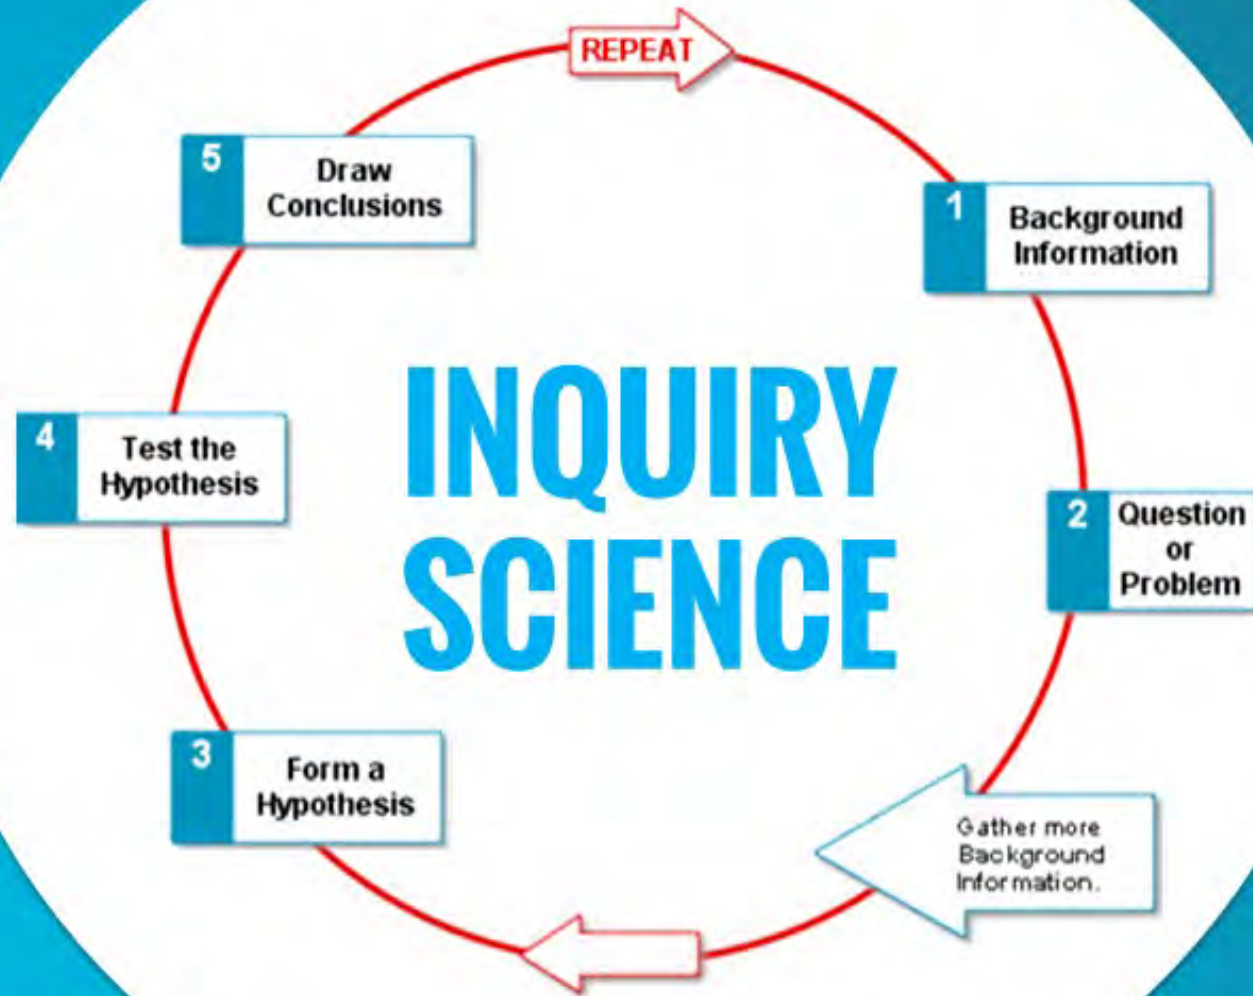 REPEAT
1
Background
Information
2
Question
or
Problem
Gather more
Background
Information.
3
Form a
Hypothesis
4
Test the
Hypothesis
5
Draw
Conclusions
INQUIRY
SCIENCE